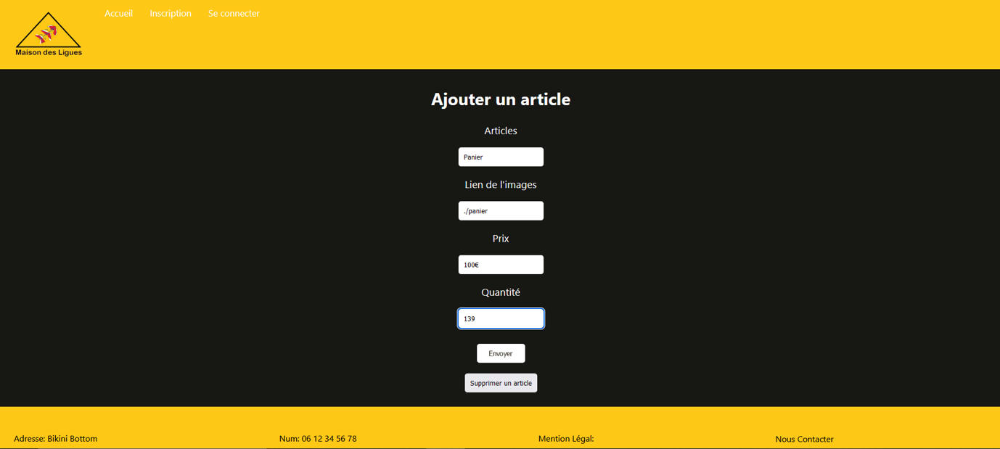 Accueil Inscription Se connecter
Maison des Ligues
Ajouter un article
Articles
Panier
Lien de l'images
./panier
Prix
100€
Quantité
139
Envoyer
Supprimer un article
Adresse: Bikini Bottom Num: 06 12 34 56 78 Mention Légal: Nous Contacter